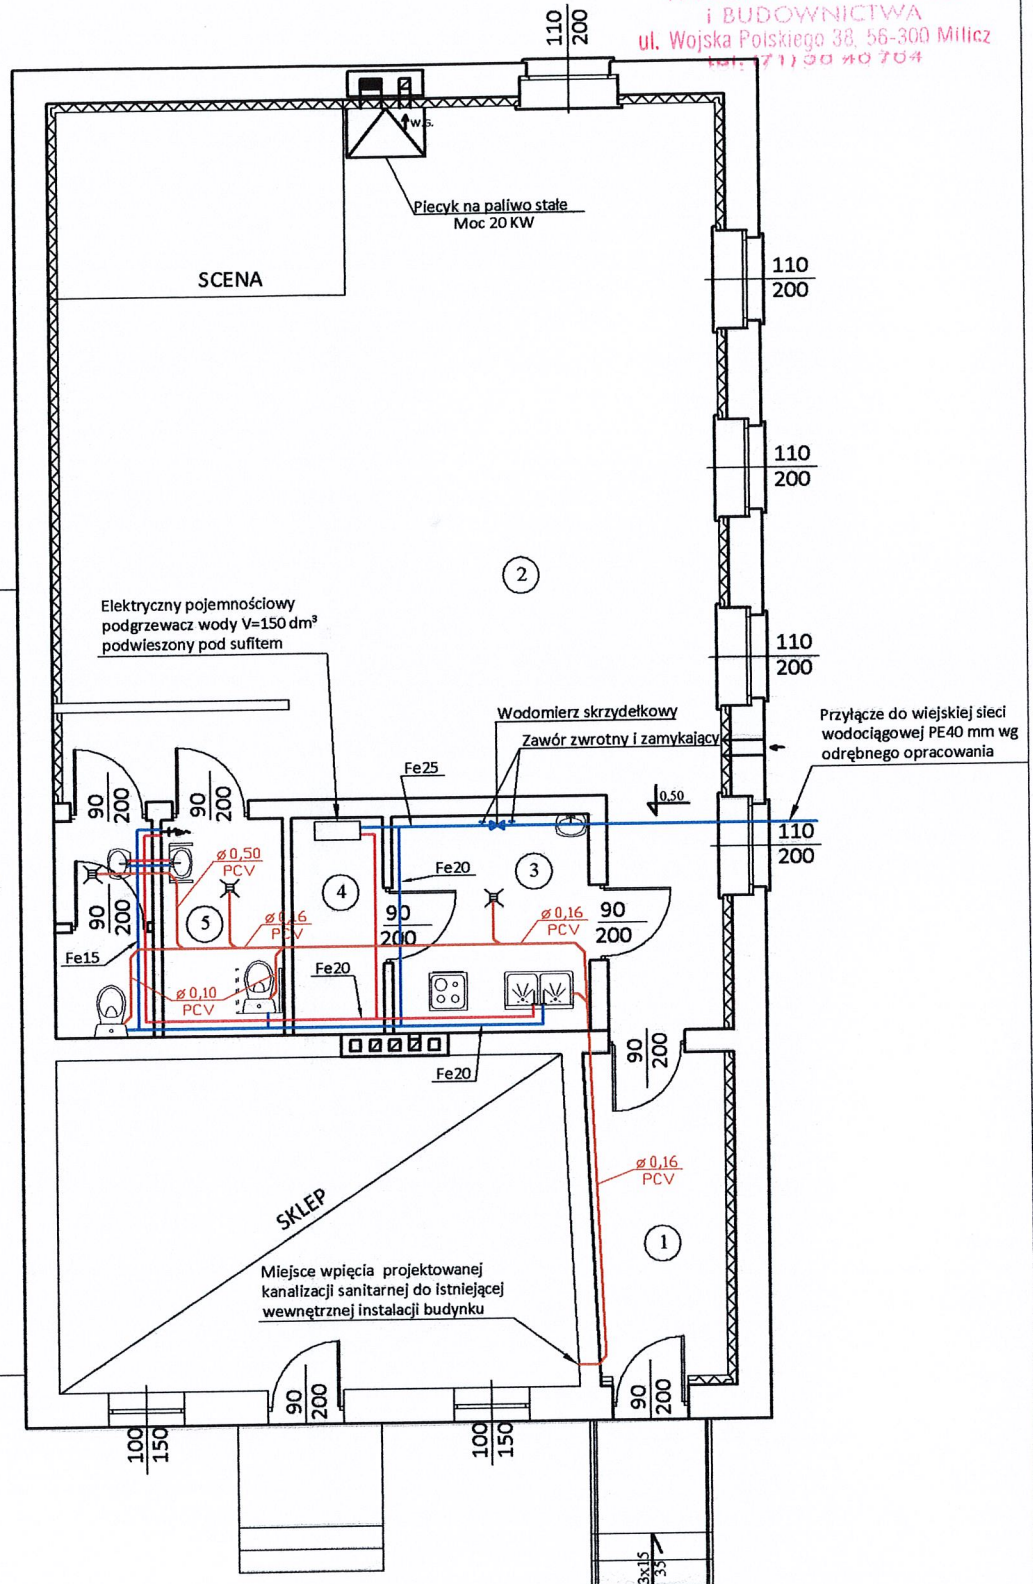 i BUDOWNICTWA
ul. Wojska Polskiego 38, 56-300 Milicz
tel. (71) 30 40 704
110
200
W.G.
Piecyk na paliwo stałe
Moc 20 KW
SCENA
110
200
110
200
2
Elektryczny pojemnościowy
podgrzewacz wody V=150 dm³
podwieszony pod sufitem
110
200
Wodomierz skrzydełkowy
Zawór zwrotny i zamykający
Przyłącze do wiejskiej sieci
wodociągowej PE40 mm wg
odrębnego opracowania
Fe25
0,50
90
200
90
200
110
200
ø 0,50
PCV
Fe20
3
4
90
200
5
ø 0,16
PCV
90
200
ø 0,16
PCV
90
200
Fe15
Fe20
ø 0,10
PCV
Fe20
90
200
SKLEP
ø 0,16
PCV
1
Miejsce wpięcia projektowanej
kanalizacji sanitarnej do istniejącej
wewnętrznej instalacji budynku
90
200
90
200
100
150
100
150
3x15
35